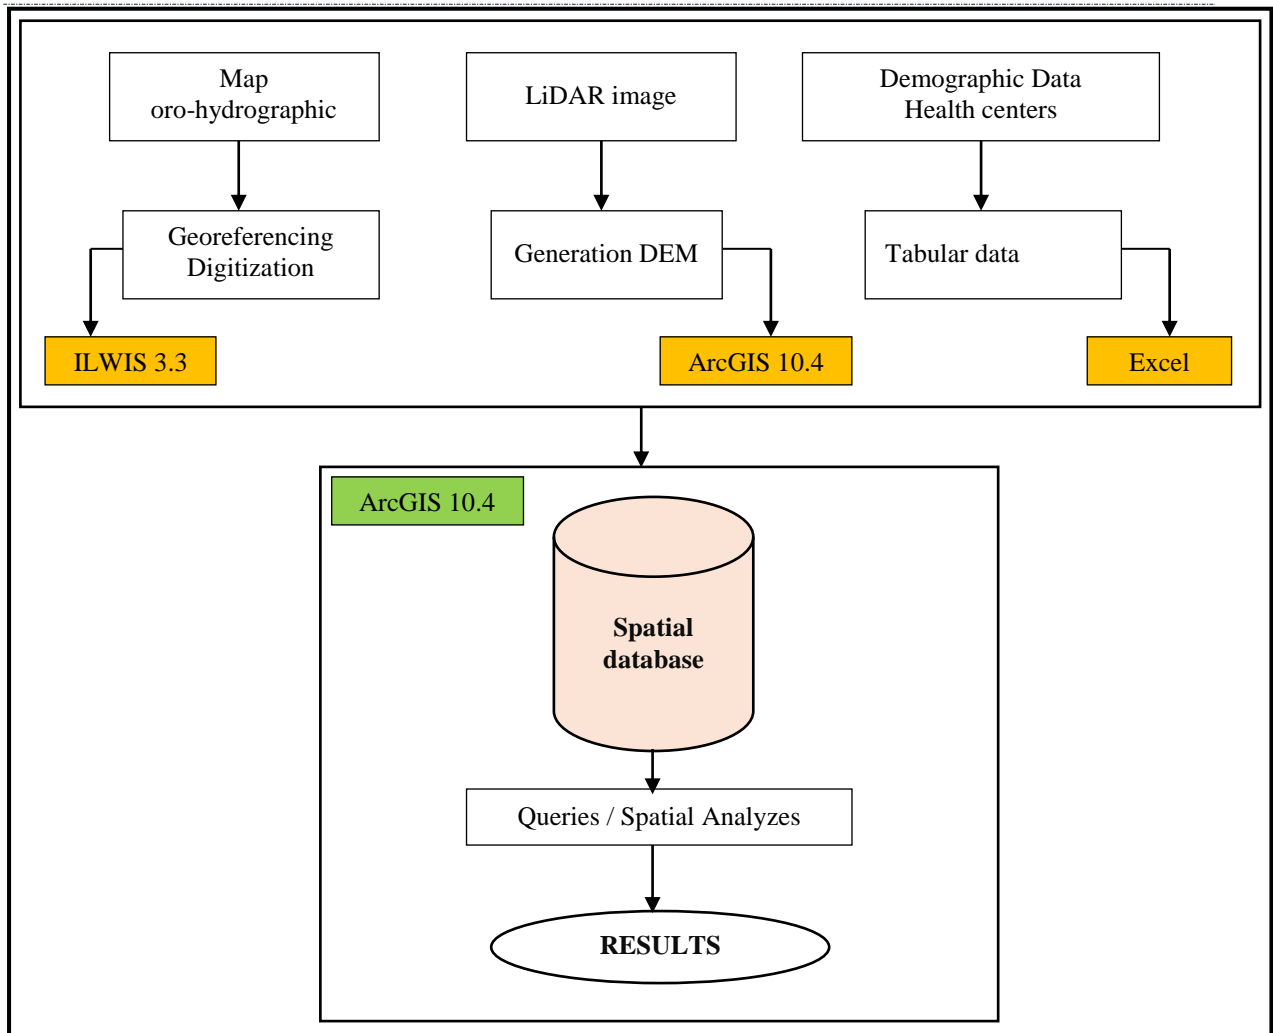 Map
oro-hydrographic
LiDAR image
Demographic Data
Health centers
Georeferencing
Digitization
Generation DEM
Tabular data
ILWIS 3.3
ArcGIS 10.4
Excel
ArcGIS 10.4
Spatial
database
Queries / Spatial Analyzes
RESULTS